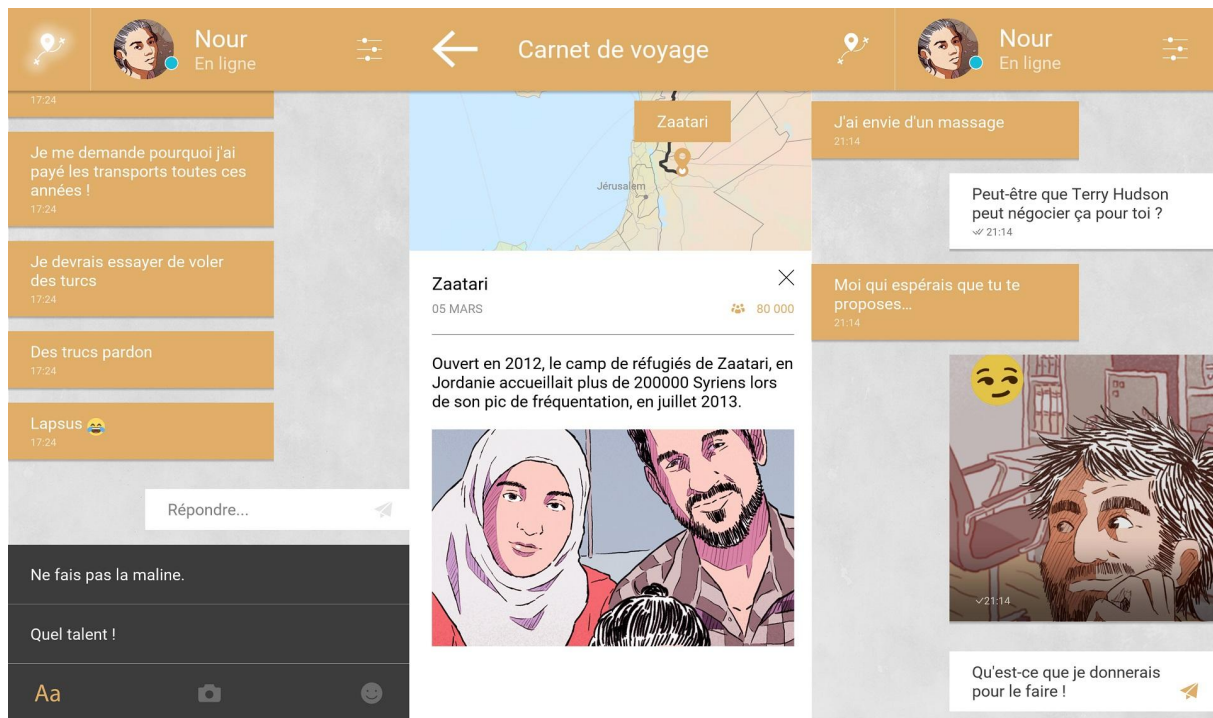 Nour
En ligne
17:24
Je me demande pourquoi j'ai
payé les transports toutes ces
années !
17:24
Je devrais essayer de voler
des turcs
17:24
Des trucs pardon
17:24
Lapsus 😂
17:24
Répondre...
Ne fais pas la maline.
Quel talent !
Aa
Carnet de voyage
Zaatari
Jérusalem
Zaatari
05 MARS
80 000
Ouvert en 2012, le camp de réfugiés de Zaatari, en
Jordanie accueillait plus de 200000 Syriens lors
de son pic de fréquentation, en juillet 2013.
Nour
En ligne
J'ai envie d'un massage
21:14
Peut-être que Terry Hudson
peut négocier ça pour toi ?
21:14
Moi qui espérais que tu te
proposes...
21:14
21:14
Qu'est-ce que je donnerais
pour le faire !